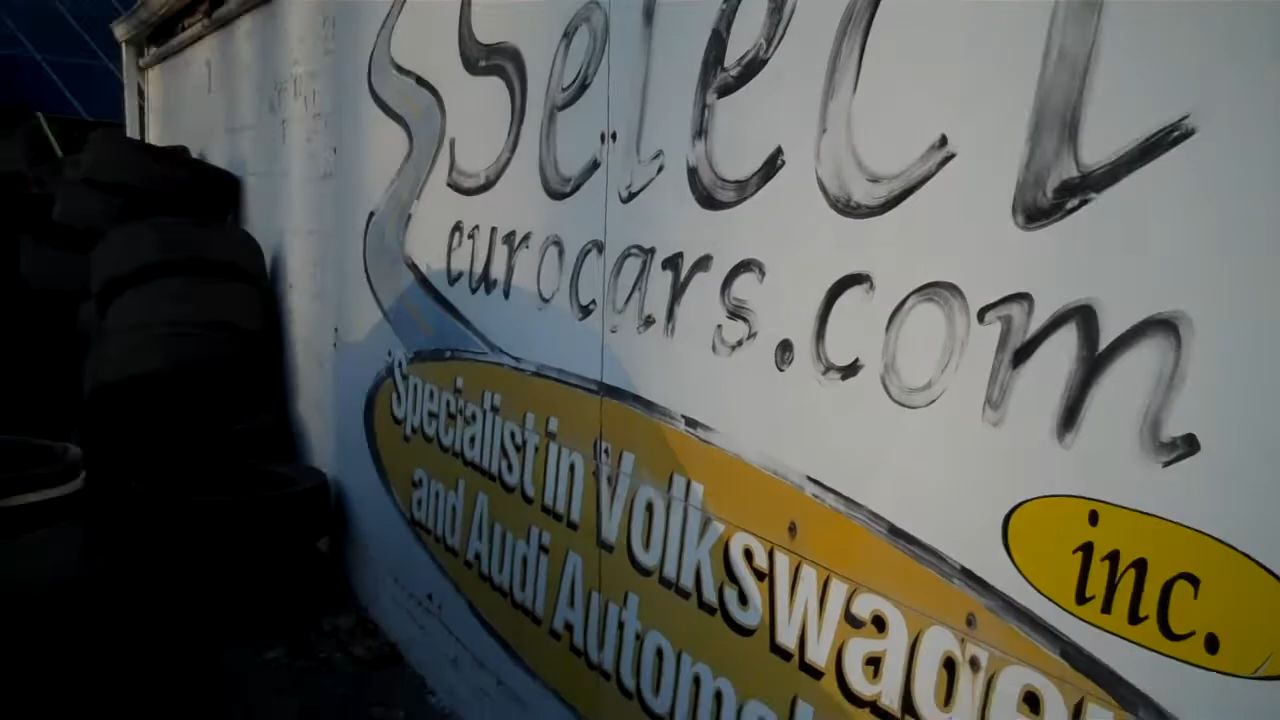 Select
eurocars.com
inc.
Specialist in Volkswagen
and Audi